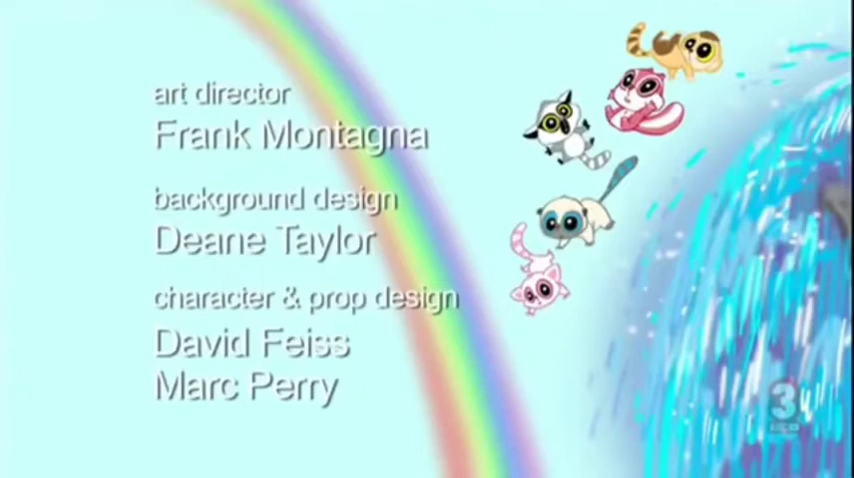 art director
Frank Montagna
background design
Deane Taylor
character & prop design
David Feiss
Marc Perry
3